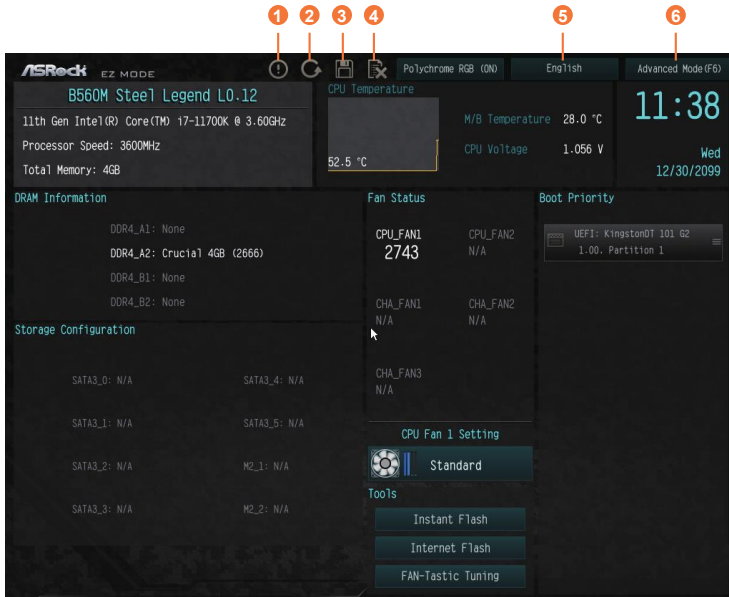 1 2 3 4 5 6
ASRock EZ MODE
Polychrome RGB (ON)
English
Advanced Mode(F6)
B560M Steel Legend L0.12
11th Gen Intel(R) Core(TM) i7-11700K @ 3.60GHz
Processor Speed: 3600MHz
Total Memory: 4GB
CPU Temperature
52.5 °C
M/B Temperature 28.0 °C
CPU Voltage 1.056 V
11:38
Wed
12/30/2099
DRAM Information
DDR4_A1: None
DDR4_A2: Crucial 4GB (2666)
DDR4_B1: None
DDR4_B2: None
Storage Configuration
SATA3_0: N/A SATA3_4: N/A
SATA3_1: N/A SATA3_5: N/A
SATA3_2: N/A M2_1: N/A
SATA3_3: N/A M2_2: N/A
Fan Status
CPU_FAN1 CPU_FAN2
2743 N/A
CHA_FAN1 CHA_FAN2
N/A N/A
CHA_FAN3
N/A
CPU Fan 1 Setting
Standard
Tools
Instant Flash
Internet Flash
FAN-Tastic Tuning
Boot Priority
UEFI: KingstonDT 101 G2
1.00. Partition 1